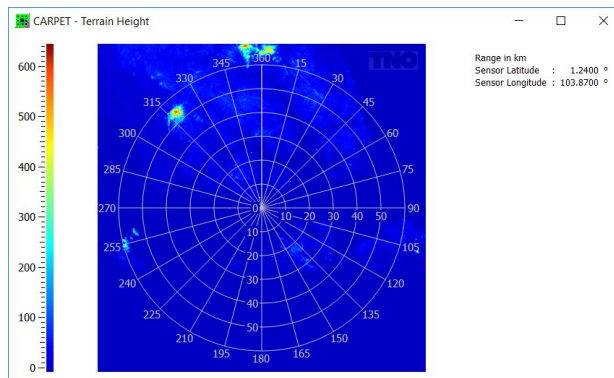 CARPET - Terrain Height
Range in km
Sensor Latitude : 1.2400 º
Sensor Longitude : 103.8700 º
TNO
600
500
400
300
200
100
0
345 360 15
330 30
315 45
300 60
285 75
270 0 10 20 30 40 50 90
10
20
30
40
50
255 105
240 120
225 135
210 150
195 180 165